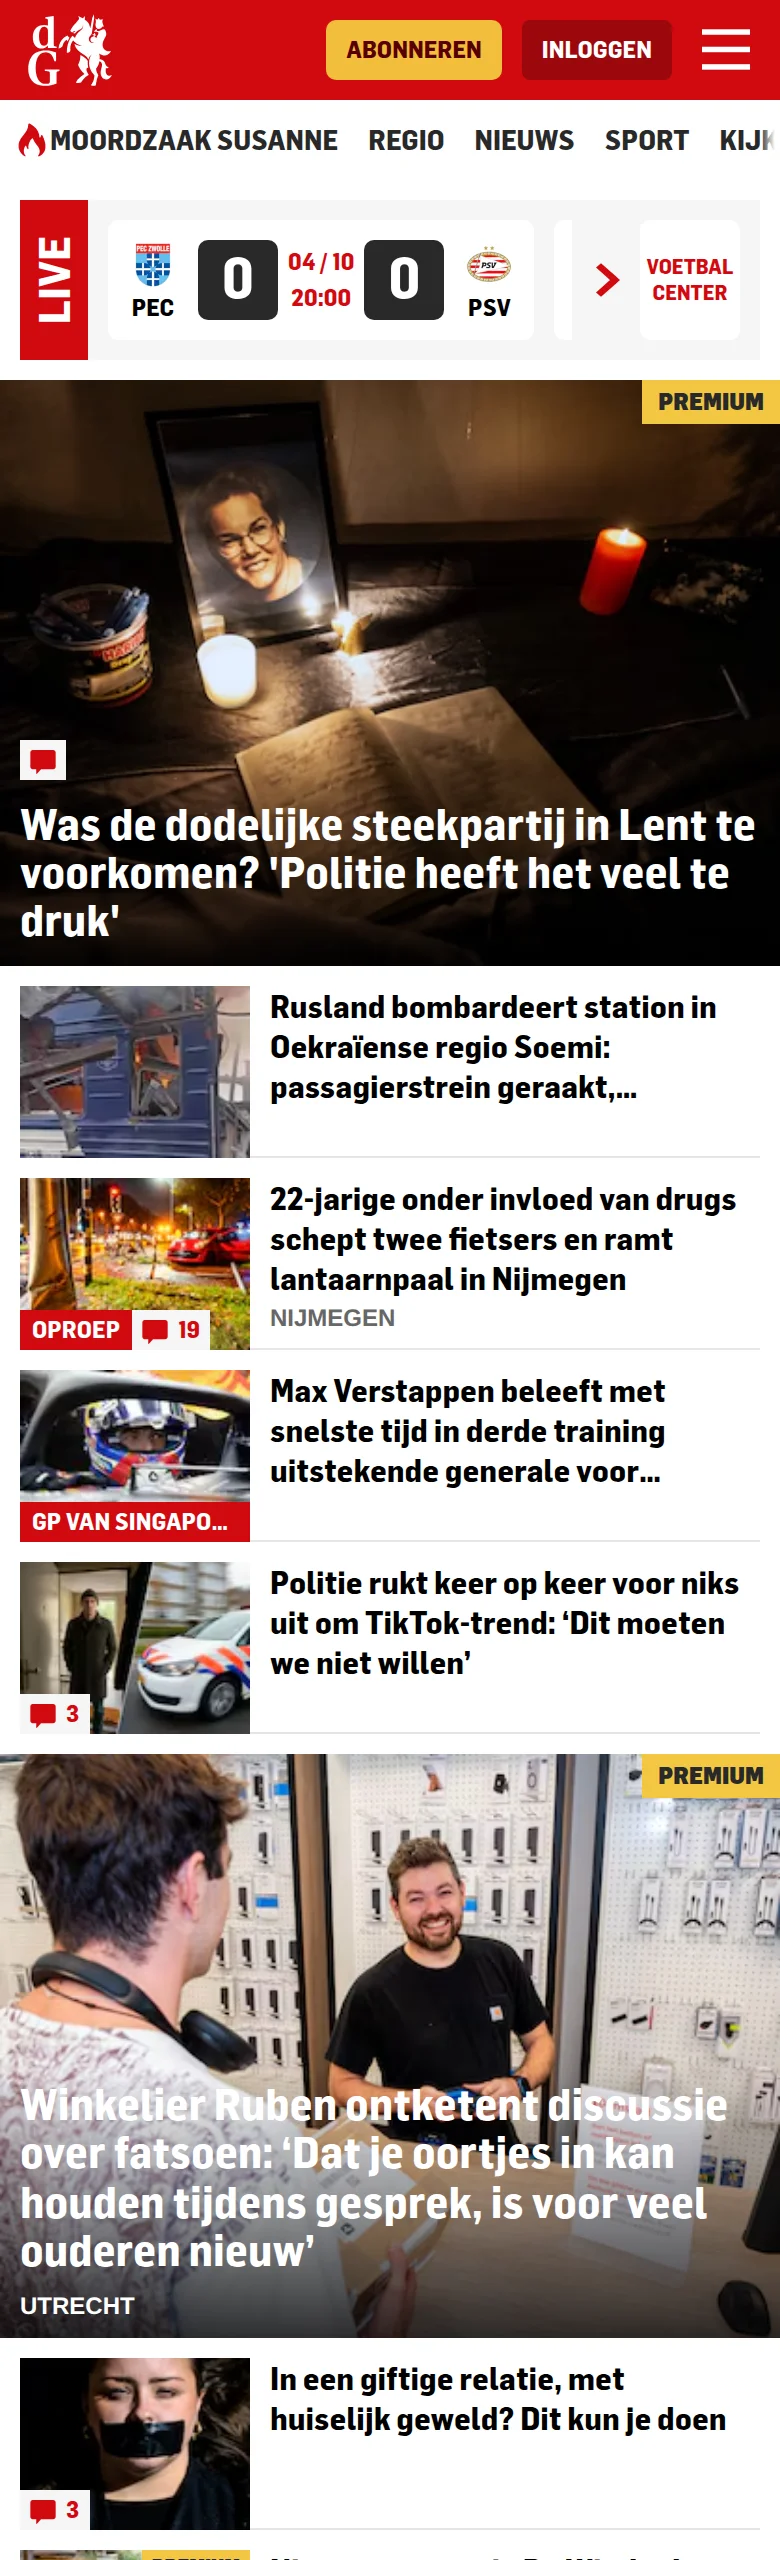 dG
ABONNEREN
INLOGGEN
MOORDZAAK SUSANNE REGIO NIEUWS SPORT KIJK
LIVE
PEC ZWOLLE
PEC
0
04 / 10
20:00
0
PSV
PSV
VOETBAL
CENTER
PREMIUM
HARIBO
Was de dodelijke steekpartij in Lent te
voorkomen? 'Politie heeft het veel te
druk'
Rusland bombardeert station in
Oekraïense regio Soemi:
passagierstrein geraakt,...
22-jarige onder invloed van drugs
schept twee fietsers en ramt
lantaarnpaal in Nijmegen
NIJMEGEN
OPROEP
19
Max Verstappen beleeft met
snelste tijd in derde training
uitstekende generale voor...
GP VAN SINGAPO...
Politie rukt keer op keer voor niks
uit om TikTok-trend: ‘Dit moeten
we niet willen’
3
PREMIUM
Winkelier Ruben ontketent discussie
over fatsoen: ‘Dat je oortjes in kan
houden tijdens gesprek, is voor veel
ouderen nieuw’
UTRECHT
In een giftige relatie, met
huiselijk geweld? Dit kun je doen
3